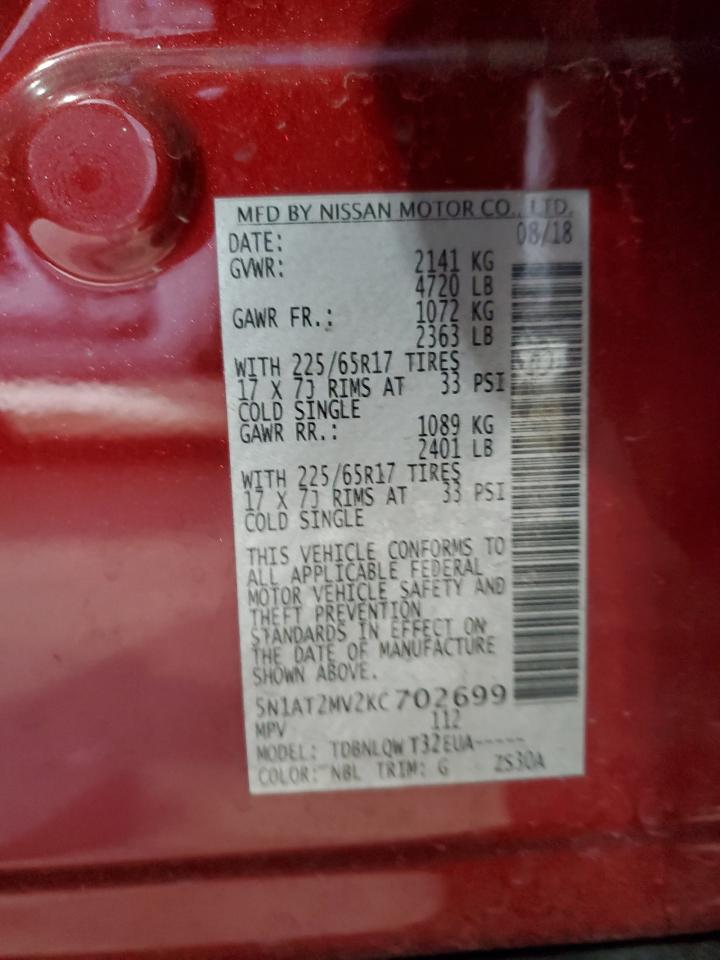 MFD BY NISSAN MOTOR CO., LTD.
DATE: 08/18
GVWR: 2141 KG
4720 LB
GAWR FR.: 1072 KG
2363 LB
WITH 225/65R17 TIRES
17 X 7J RIMS AT 33 PSI
COLD SINGLE
GAWR RR.: 1089 KG
2401 LB
WITH 225/65R17 TIRES
17 X 7J RIMS AT 33 PSI
COLD SINGLE
THIS VEHICLE CONFORMS TO
ALL APPLICABLE FEDERAL
MOTOR VEHICLE SAFETY AND
THEFT PREVENTION
STANDARDS IN EFFECT ON
THE DATE OF MANUFACTURE
SHOWN ABOVE.
5N1AT2MV2KC702699
MPV 112
MODEL: TDBNLQW T32EUA-----
COLOR: NBL TRIM: G ZS30A